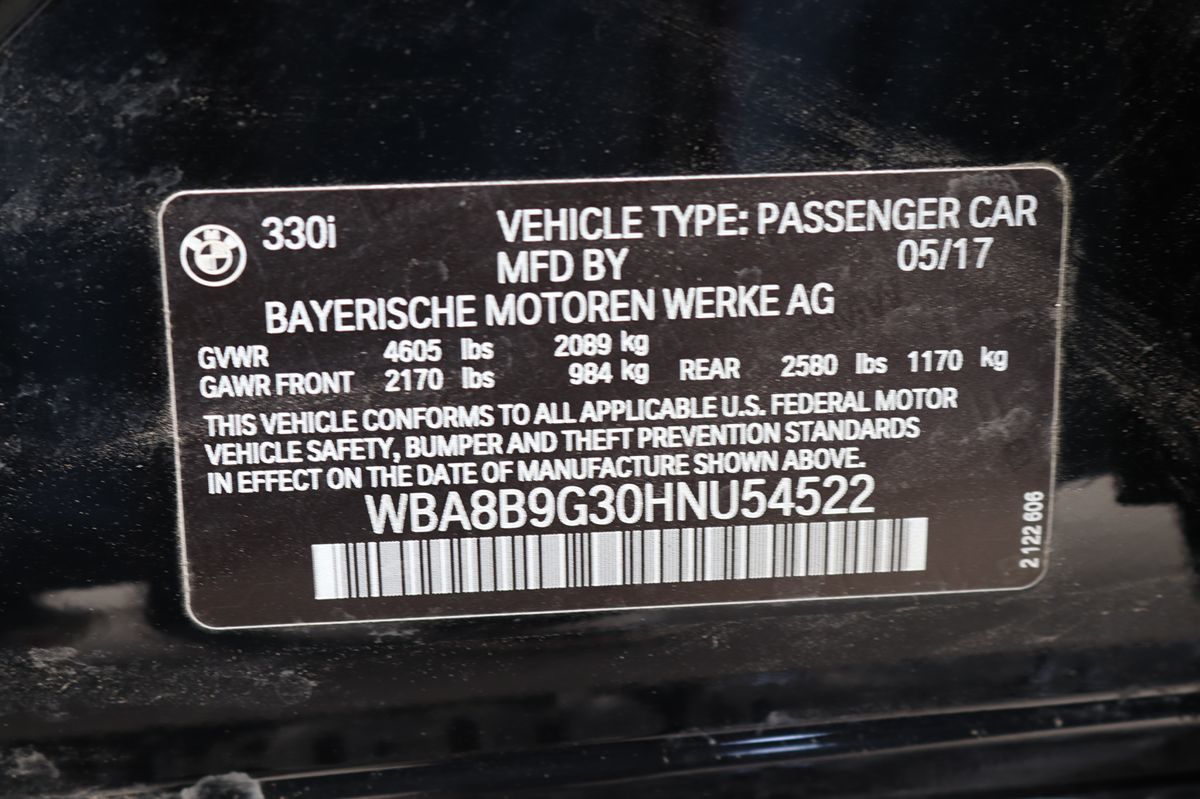 330i VEHICLE TYPE: PASSENGER CAR
MFD BY 05/17
BAYERISCHE MOTOREN WERKE AG
GVWR 4605 lbs 2089 kg
GAWR FRONT 2170 lbs 984 kg REAR 2580 lbs 1170 kg
THIS VEHICLE CONFORMS TO ALL APPLICABLE U.S. FEDERAL MOTOR
VEHICLE SAFETY, BUMPER AND THEFT PREVENTION STANDARDS
IN EFFECT ON THE DATE OF MANUFACTURE SHOWN ABOVE.
WBA8B9G30HNU54522
2 122 606